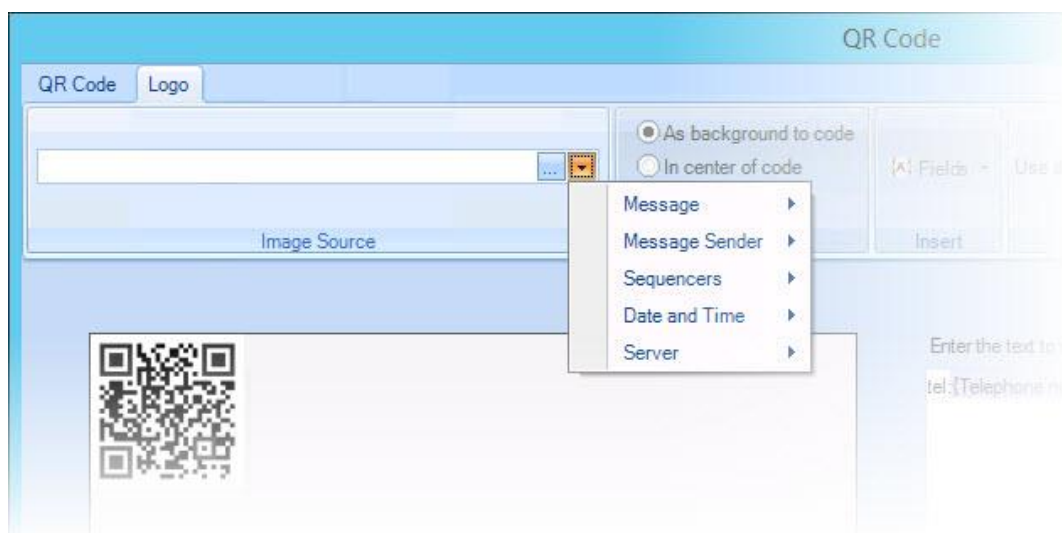 QR Code
QR Code Logo
As background to code
In center of code
Fields
...
Image Source
Insert
Message
Message Sender
Sequencers
Date and Time
Server
Enter the text to
tel:{Telephone